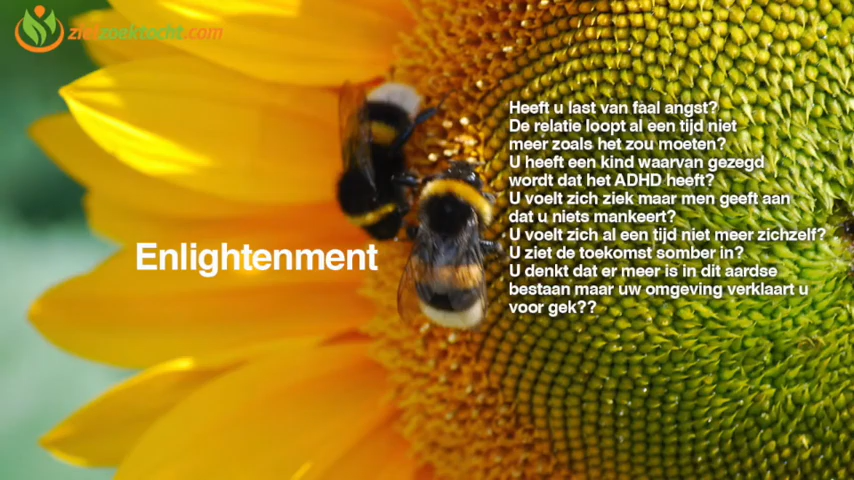 zielzoektocht.com
Heeft u last van faal angst?
De relatie loopt al een tijd niet
meer zoals het zou moeten?
U heeft een kind waarvan gezegd
wordt dat het ADHD heeft?
U voelt zich ziek maar men geeft aan
dat u niets mankeert?
U voelt zich al een tijd niet meer zichzelf?
U ziet de toekomst somber in?
U denkt dat er meer is in dit aardse
bestaan maar uw omgeving verklaart u
voor gek??
Enlightenment